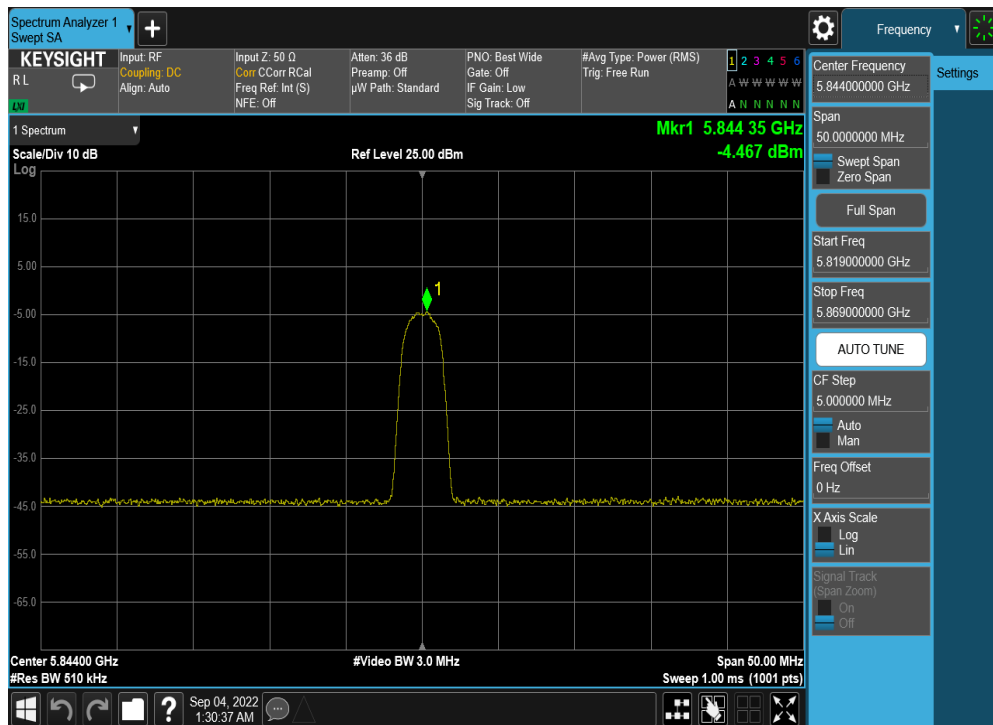 Spectrum Analyzer 1
Swept SA
Frequency
KEYSIGHT
RL
LXI
Input: RF
Coupling: DC
Align: Auto
Input Z: 50 Ω
Corr CCorr RCal
Freq Ref: Int (S)
NFE: Off
Atten: 36 dB
Preamp: Off
µW Path: Standard
PNO: Best Wide
Gate: Off
IF Gain: Low
Sig Track: Off
#Avg Type: Power (RMS)
Trig: Free Run
1 2 3 4 5 6
A W W W W W
A N N N N N
1 Spectrum
Scale/Div 10 dB
Ref Level 25.00 dBm
Mkr1 5.844 35 GHz
-4.467 dBm
Log
15.0
5.00
-5.00
-15.0
-25.0
-35.0
-45.0
-55.0
-65.0
1
Center 5.84400 GHz
#Res BW 510 kHz
#Video BW 3.0 MHz
Span 50.00 MHz
Sweep 1.00 ms (1001 pts)
Center Frequency
5.844000000 GHz
Span
50.0000000 MHz
Swept Span
Zero Span
Full Span
Start Freq
5.819000000 GHz
Stop Freq
5.869000000 GHz
AUTO TUNE
CF Step
5.000000 MHz
Auto
Man
Freq Offset
0 Hz
X Axis Scale
Log
Lin
Signal Track
(Span Zoom)
On
Off
Settings
?
Sep 04, 2022
1:30:37 AM